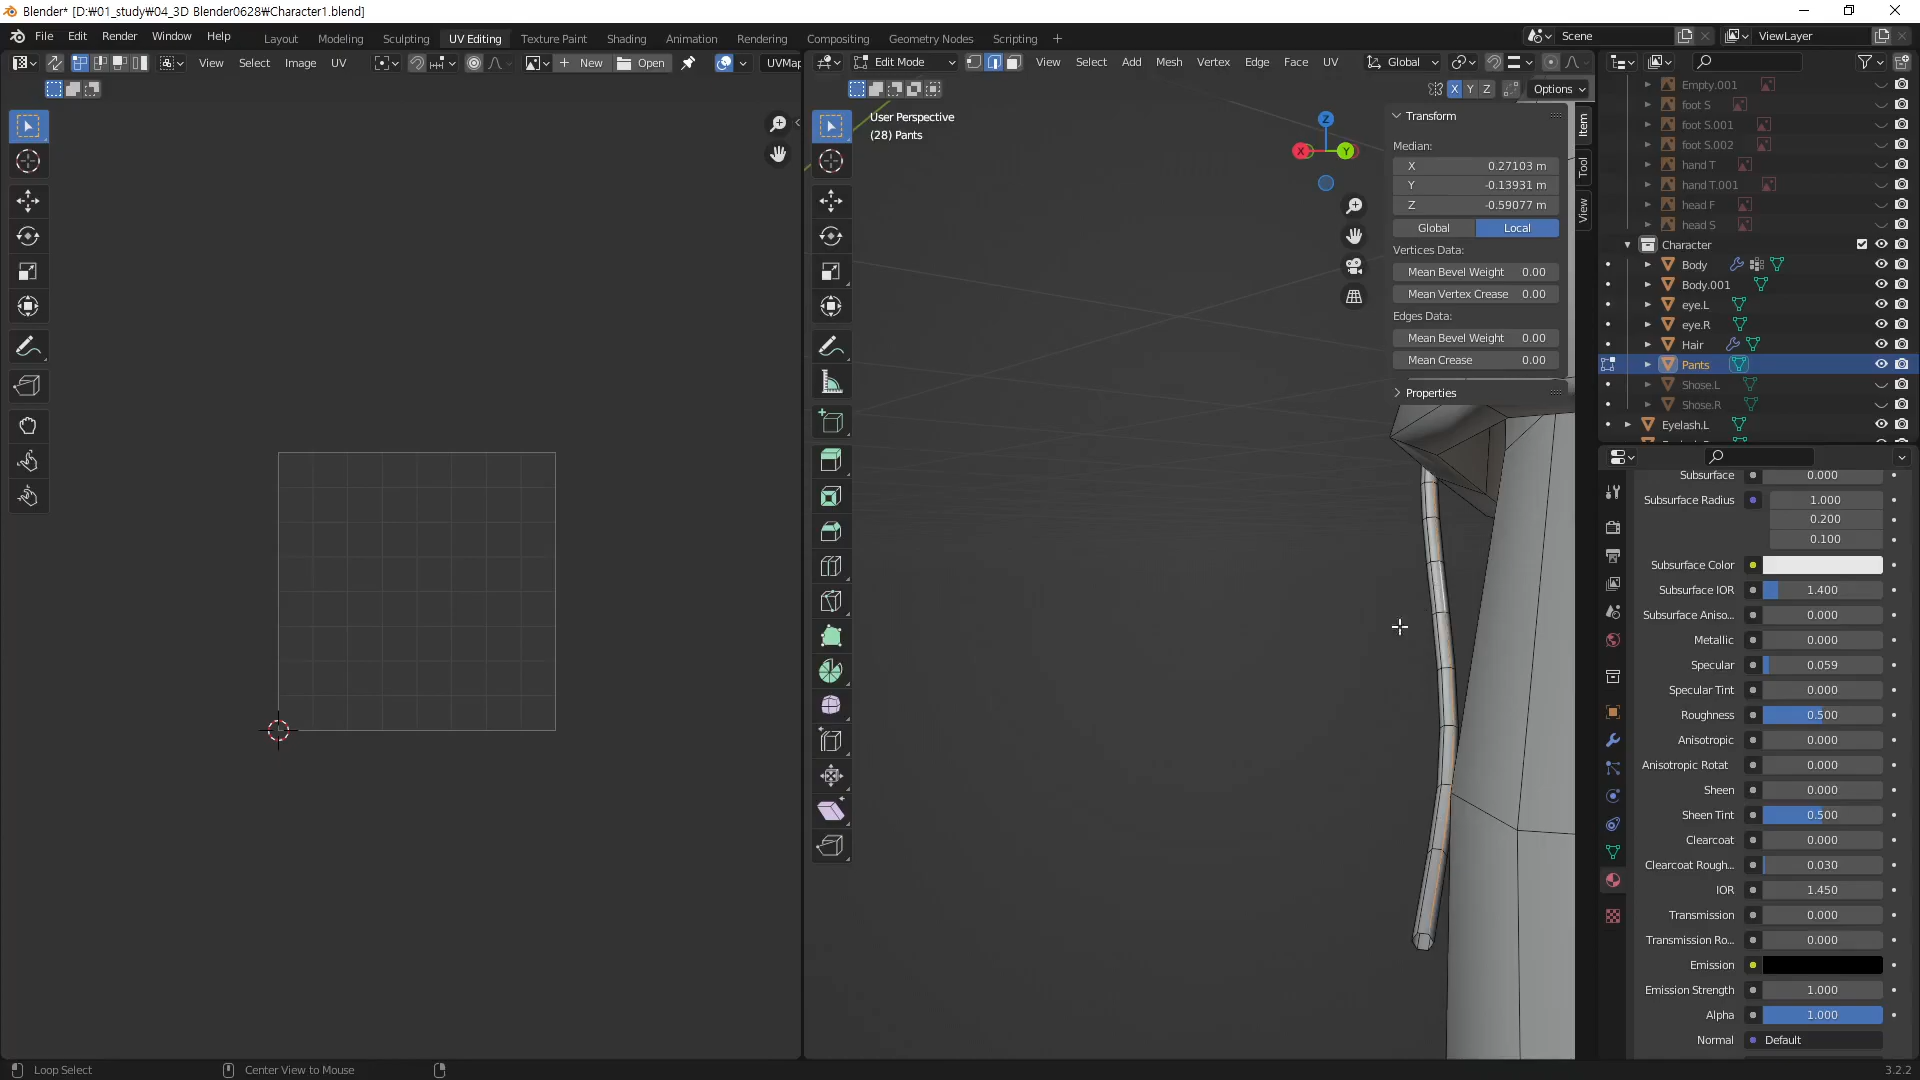 Blender* [D:₩01_study₩04_3D Blender0628₩Character1.blend]
File Edit Render Window Help
Layout Modeling Sculpting UV Editing Texture Paint Shading Animation Rendering Compositing Geometry Nodes Scripting +
Scene
ViewLayer
View Select Image UV
New Open
UVMap
Edit Mode
View Select Add Mesh Vertex Edge Face UV
Global
X Y Z
Options
User Perspective
(28) Pants
Z
X
Y
Transform
Median:
X 0.27103 m
Y -0.13931 m
Z -0.59077 m
Global Local
Vertices Data:
Mean Bevel Weight 0.00
Mean Vertex Crease 0.00
Edges Data:
Mean Bevel Weight 0.00
Mean Crease 0.00
Properties
Item
Tool
View
Empty.001
foot S
foot S.001
foot S.002
hand T
hand T.001
head F
head S
Character
Body
Body.001
eye.L
eye.R
Hair
Pants
Shose.L
Shose.R
Eyelash.L
Subsurface 0.000
Subsurface Radius 1.000
0.200
0.100
Subsurface Color
Subsurface IOR 1.400
Subsurface Aniso... 0.000
Metallic 0.000
Specular 0.059
Specular Tint 0.000
Roughness 0.500
Anisotropic 0.000
Anisotropic Rotat 0.000
Sheen 0.000
Sheen Tint 0.500
Clearcoat 0.000
Clearcoat Rough... 0.030
IOR 1.450
Transmission 0.000
Transmission Ro... 0.000
Emission
Emission Strength 1.000
Alpha 1.000
Normal Default
Loop Select
Center View to Mouse
3.2.2